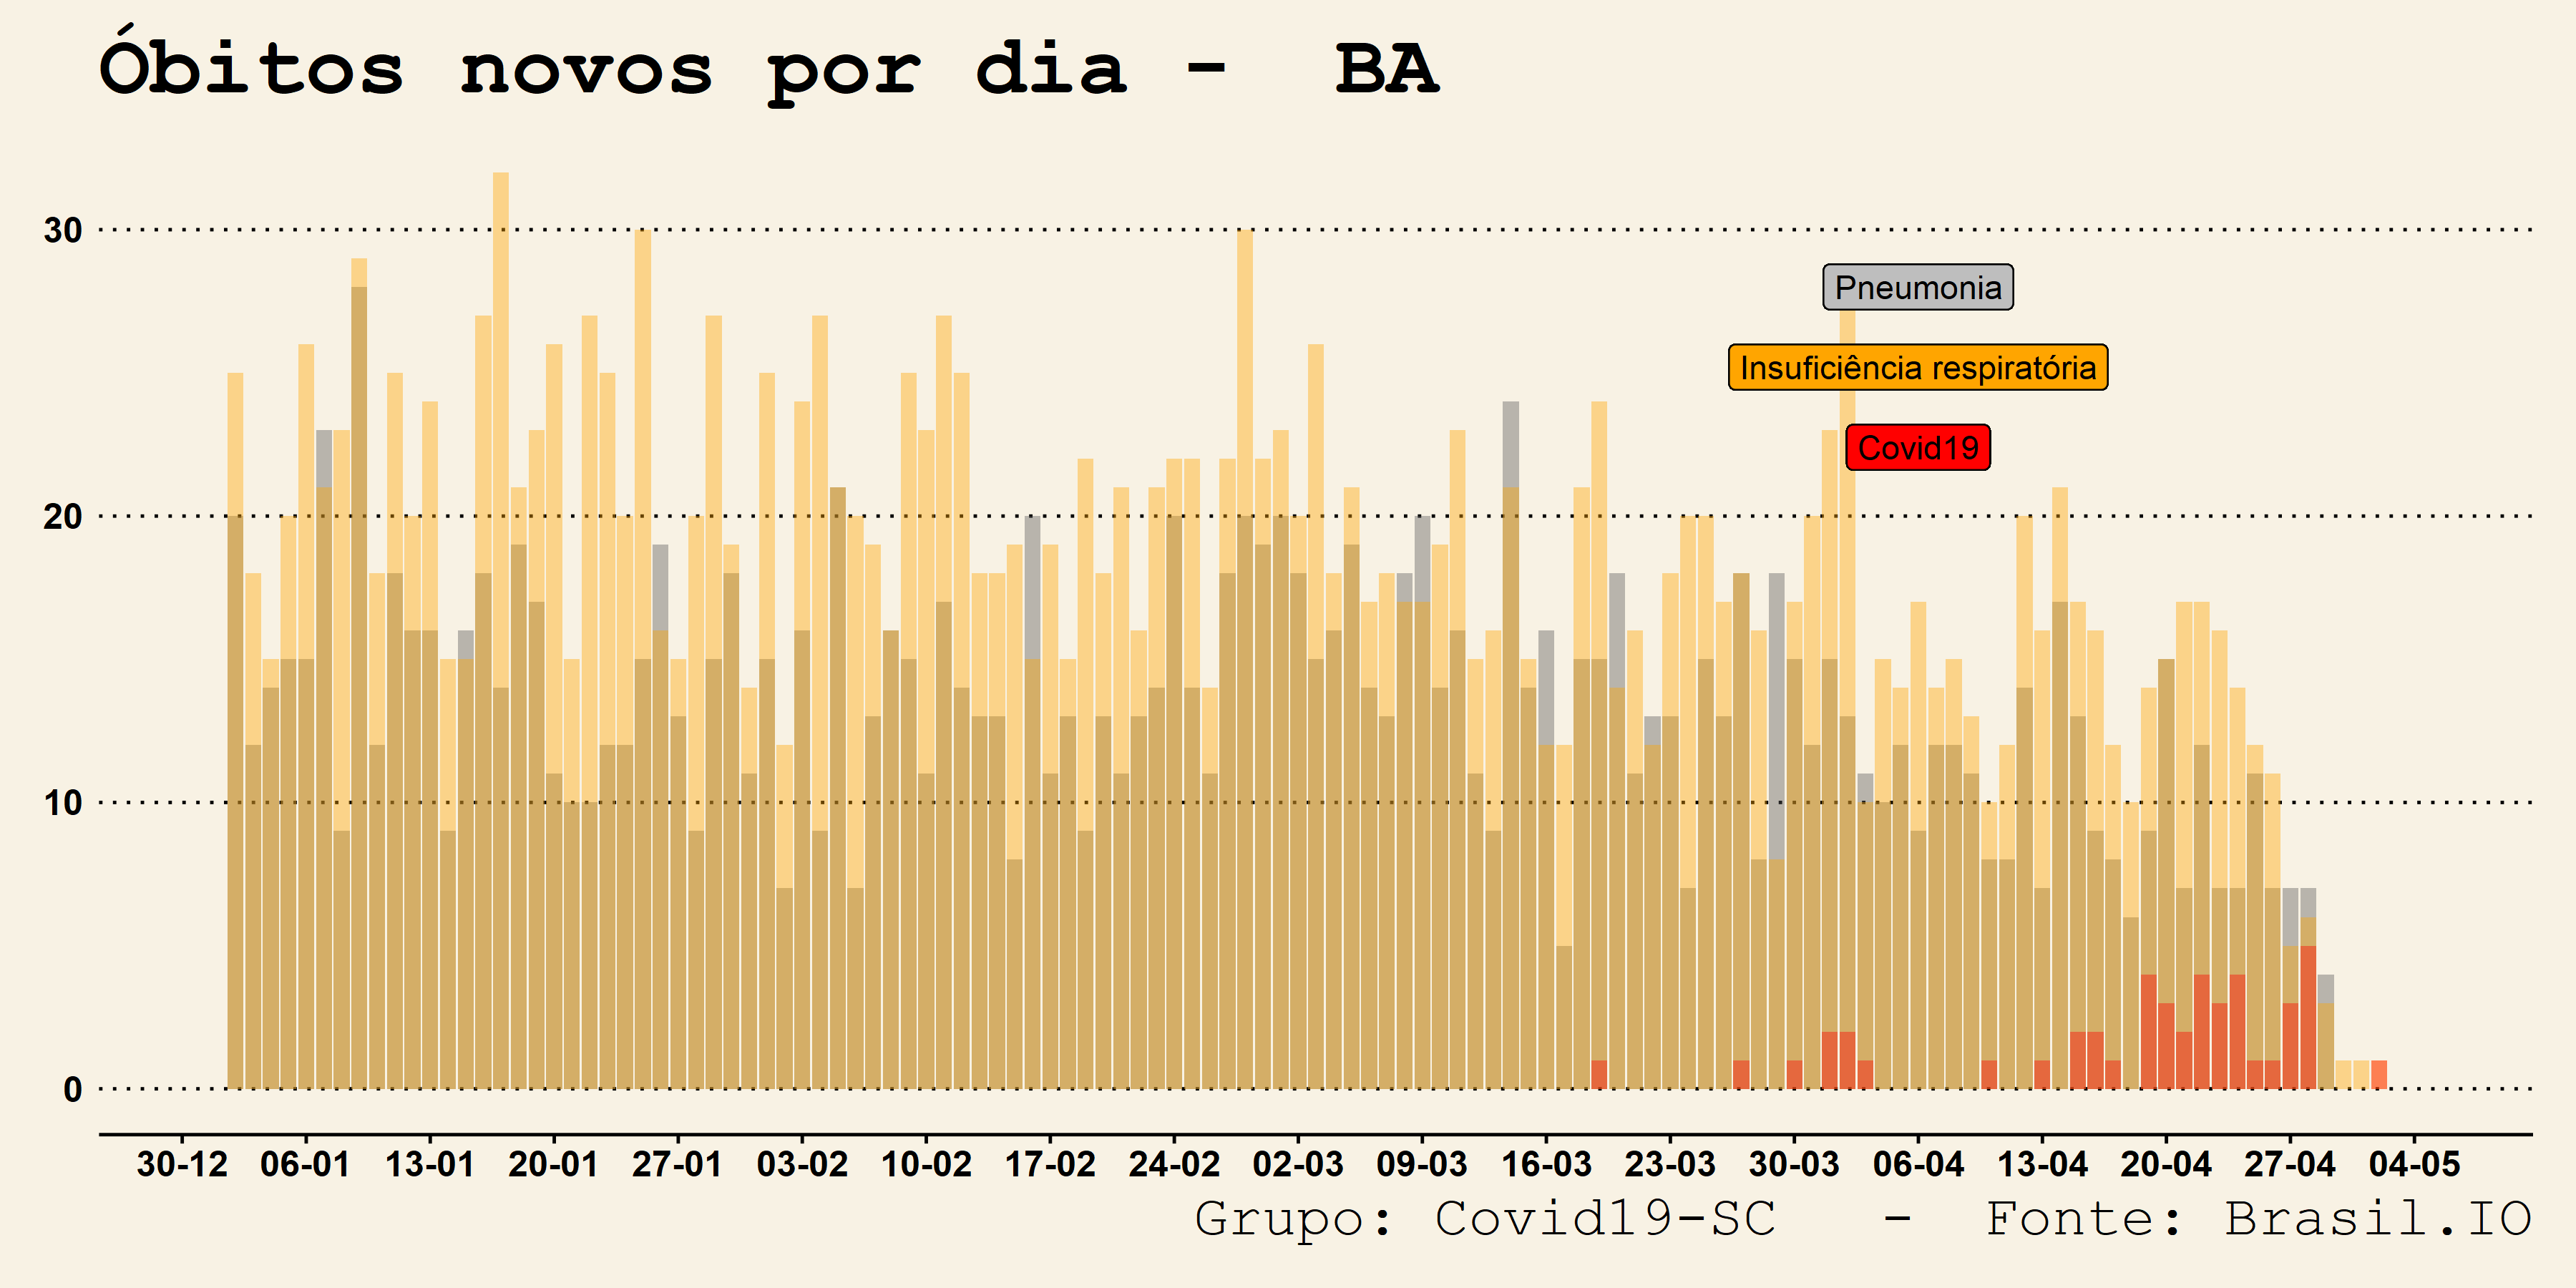 Óbitos novos por dia - BA
30
Pneumonia
Insuficiência respiratória
Covid19
20
10
0
30-12 06-01 13-01 20-01 27-01 03-02 10-02 17-02 24-02 02-03 09-03 16-03 23-03 30-03 06-04 13-04 20-04 27-04 04-05
Grupo: Covid19-SC - Fonte: Brasil.IO